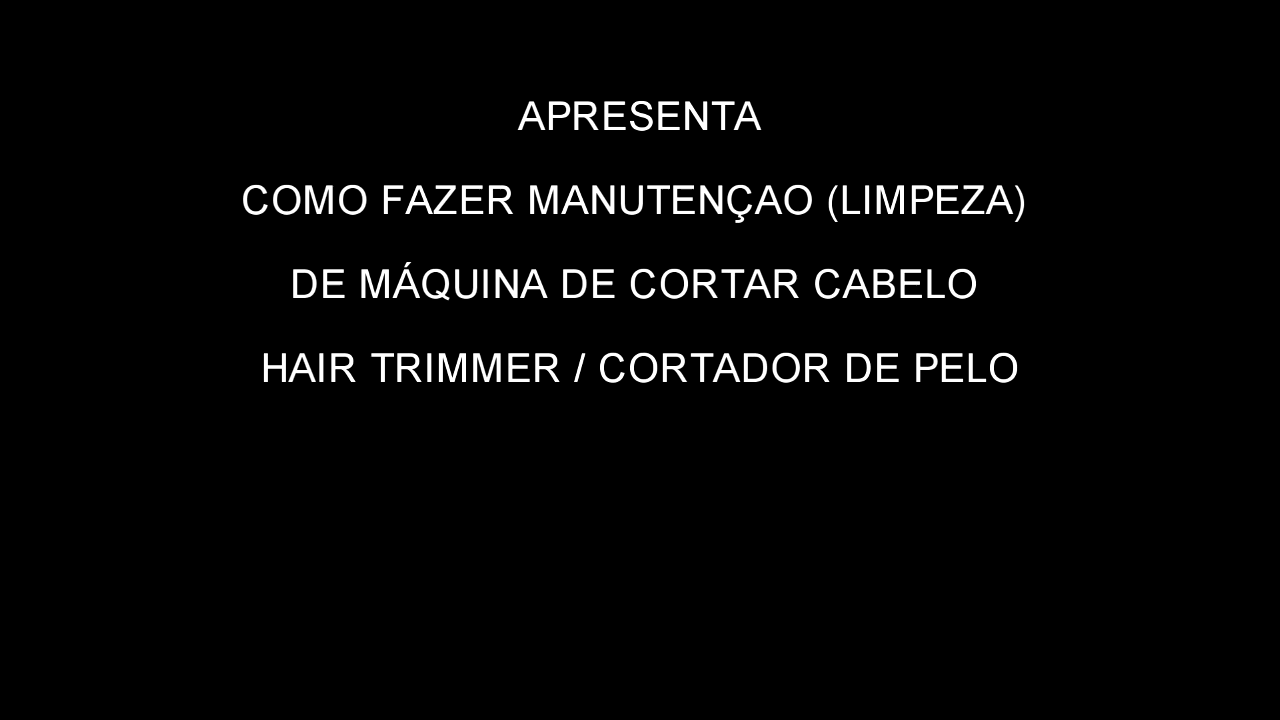 APRESENTA
COMO FAZER MANUTENÇAO (LIMPEZA)
DE MÁQUINA DE CORTAR CABELO
HAIR TRIMMER / CORTADOR DE PELO